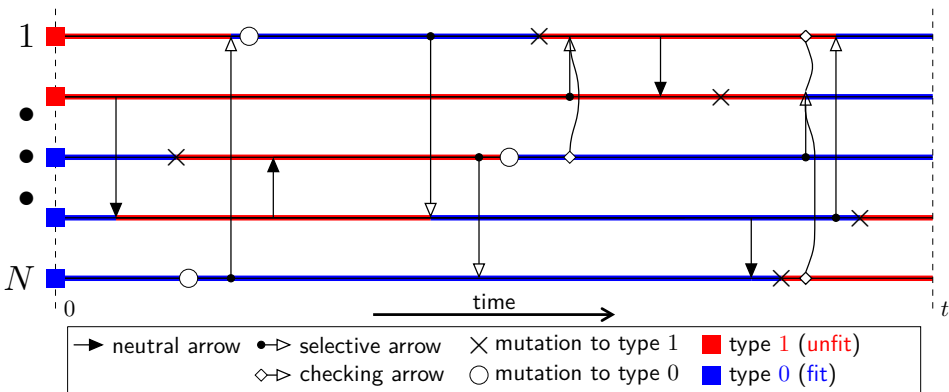 1
N
0
time
t
neutral arrow selective arrow mutation to type 1 type 1 (unfit)
checking arrow mutation to type 0 type 0 (fit)